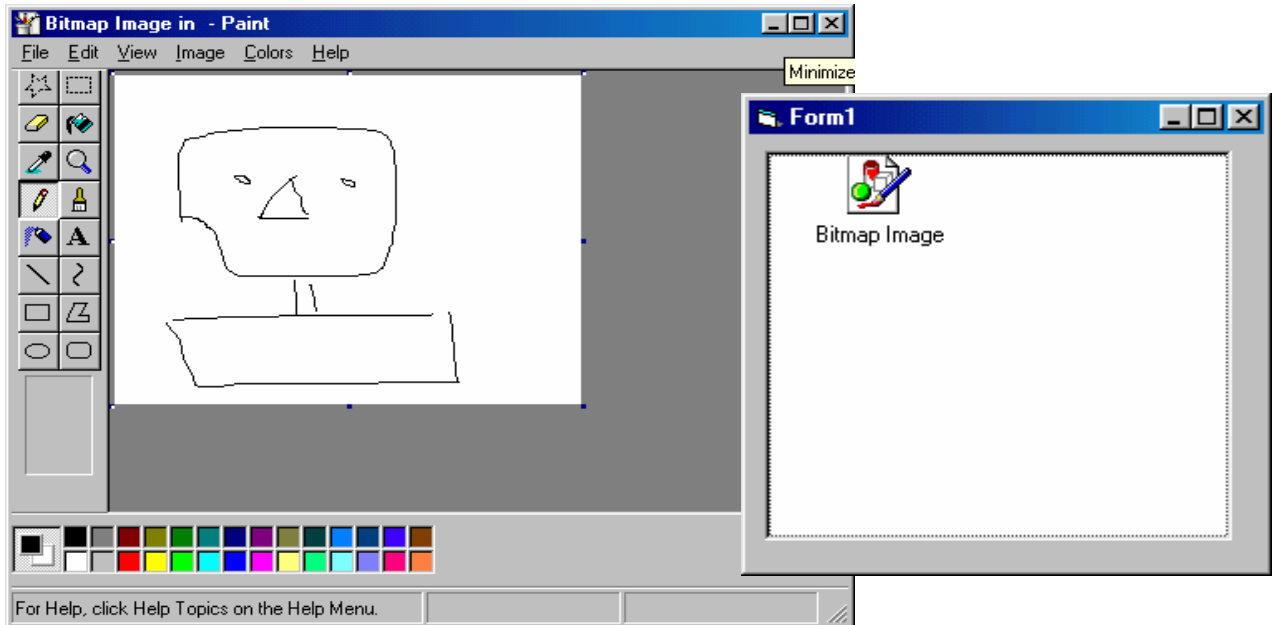 Bitmap Image in - Paint
File Edit View Image Colors Help
Minimize
A
For Help, click Help Topics on the Help Menu.
Form1
Bitmap Image